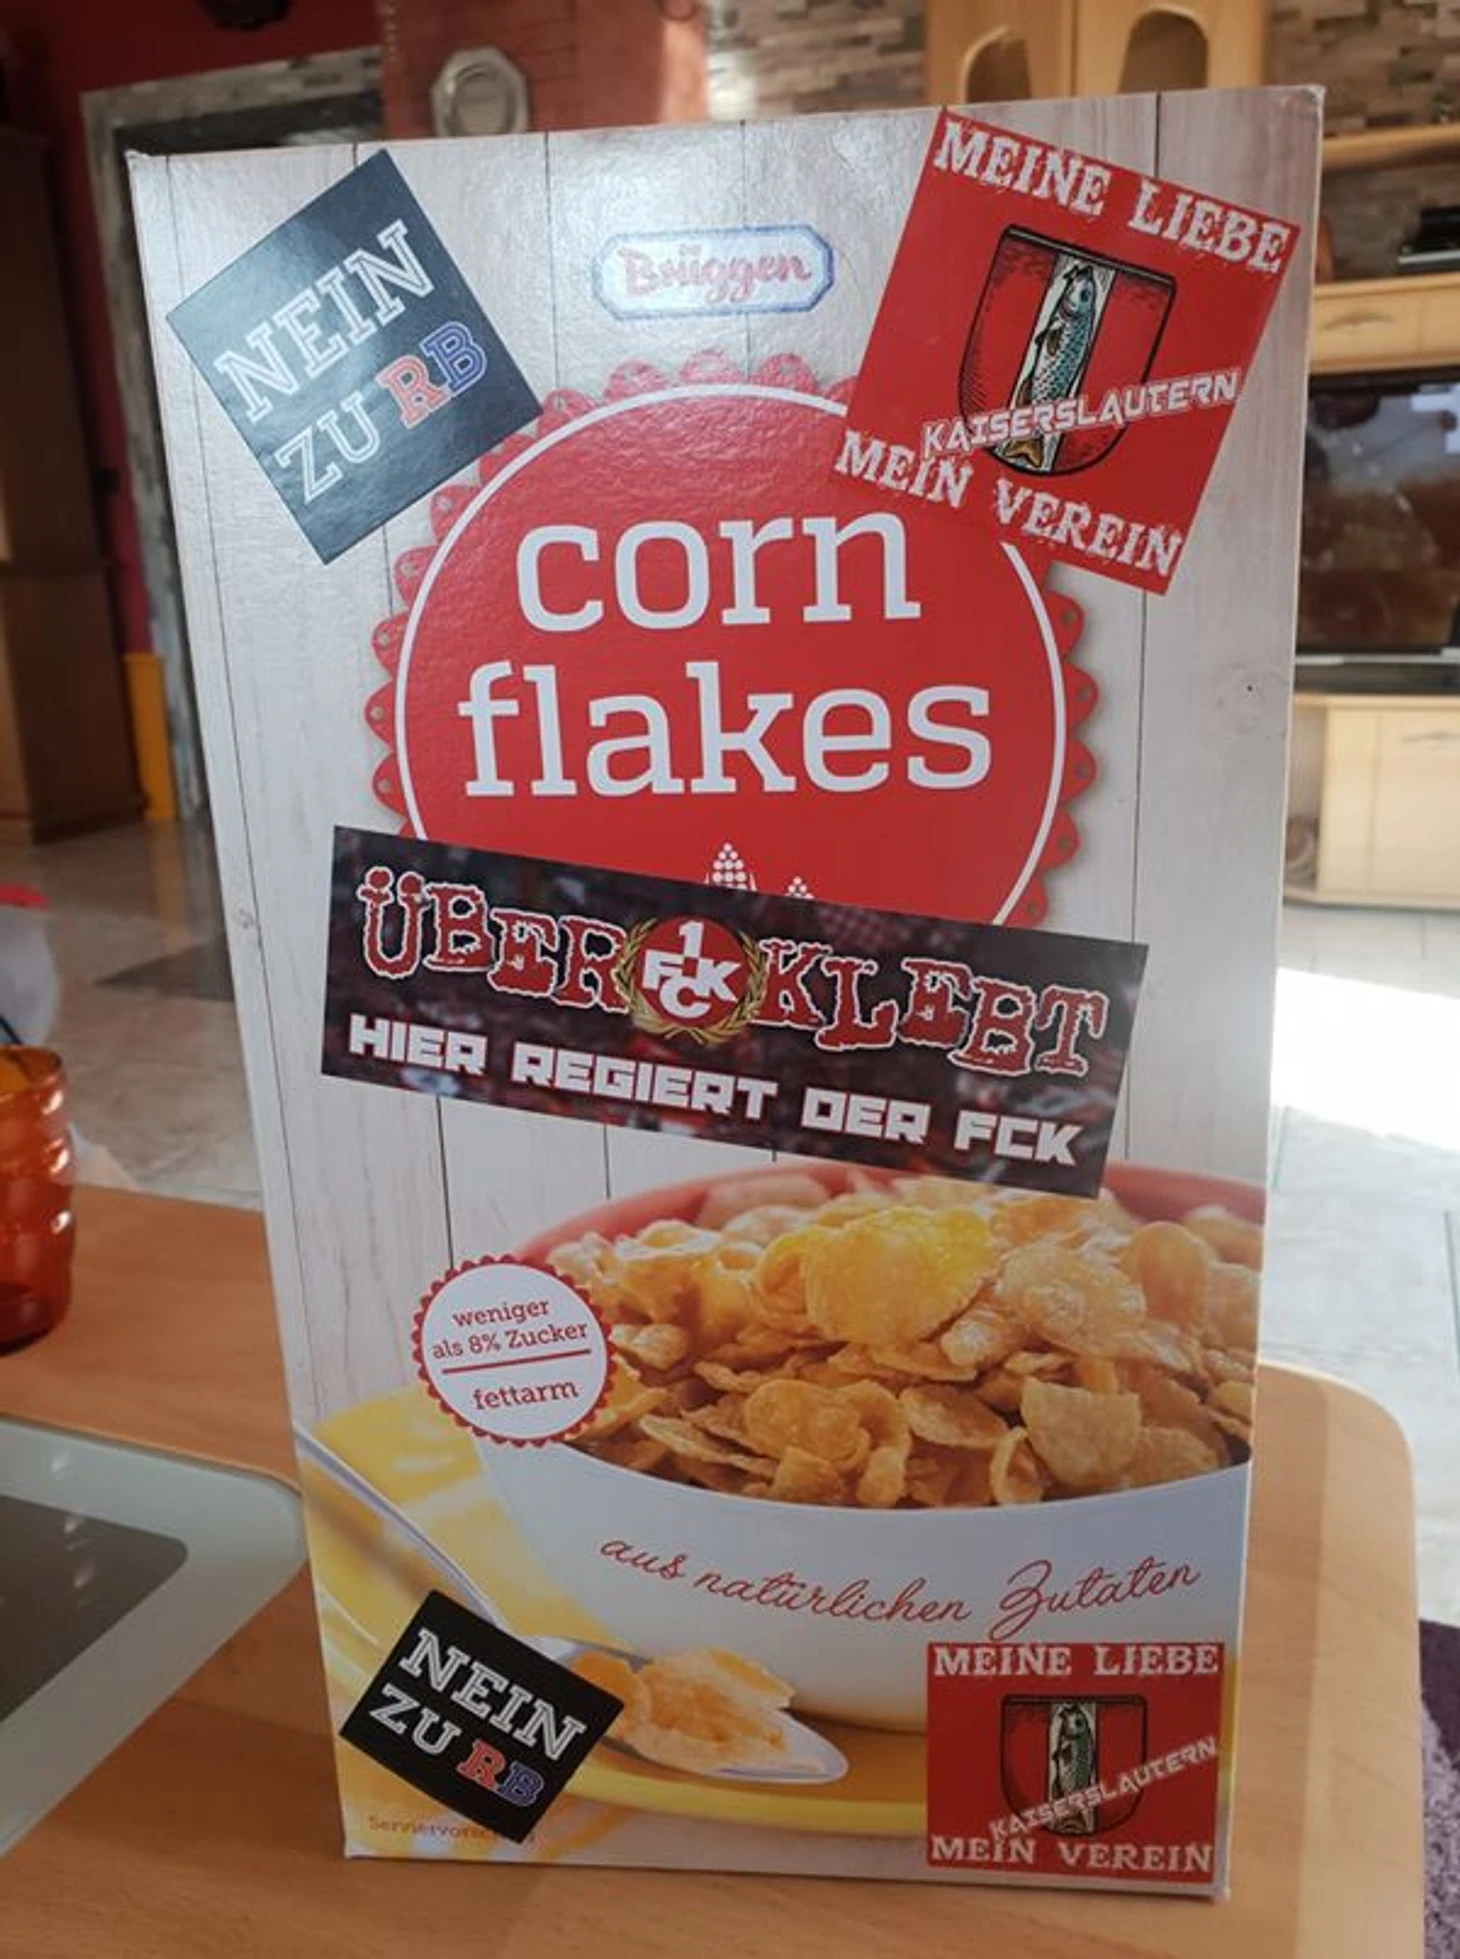 NEIN
ZU RB
Brüggen
MEINE LIEBE
KAISERSLAUTERN
MEIN VEREIN
corn
flakes
ÜBER 1 FCK KLEBT
HIER REGIERT DER FCK
weniger
als 8% Zucker
fettarm
aus natürlichen Zutaten
NEIN
ZU RB
MEINE LIEBE
KAISERSLAUTERN
MEIN VEREIN